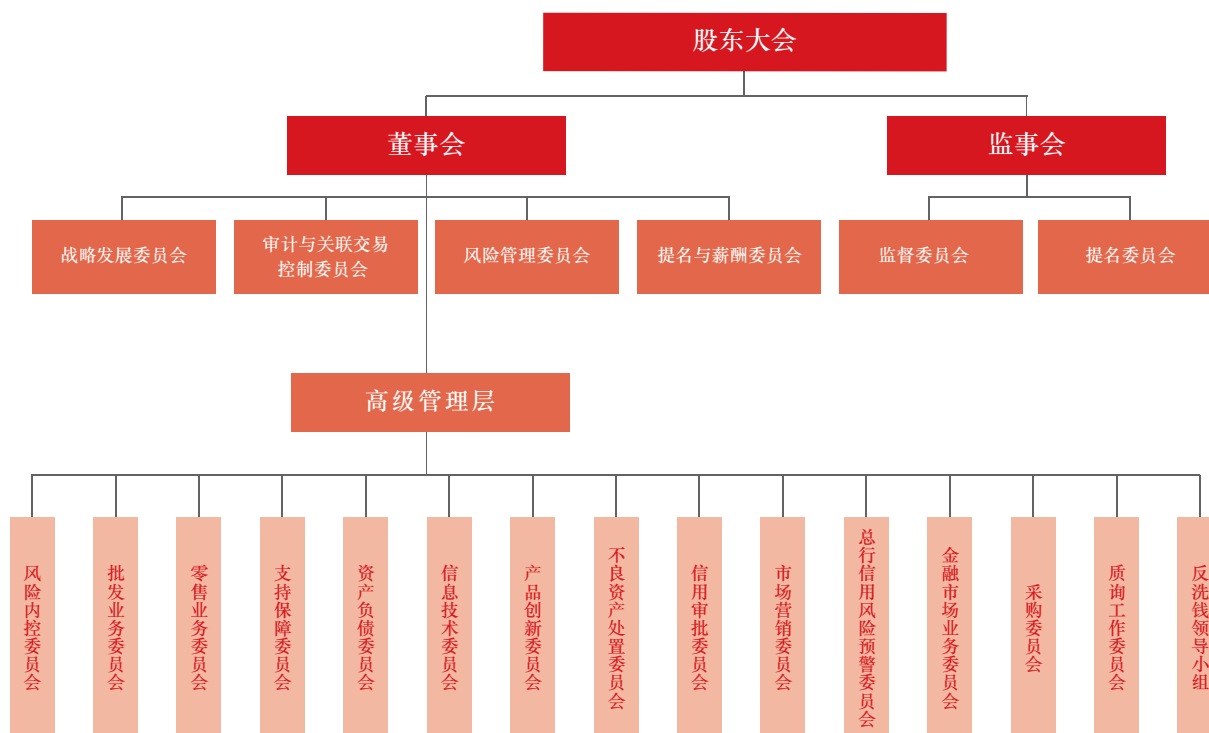 股东大会
董事会
监事会
战略发展委员会
审计与关联交易
控制委员会
风险管理委员会
提名与薪酬委员会
监督委员会
提名委员会
高级管理层
风险内控委员会
批发业务委员会
零售业务委员会
支持保障委员会
资产负债委员会
信息技术委员会
产品创新委员会
不良资产处置委员会
信用审批委员会
市场营销委员会
总行信用风险预警委员会
金融市场业务委员会
采购委员会
质询工作委员会
反洗钱领导小组